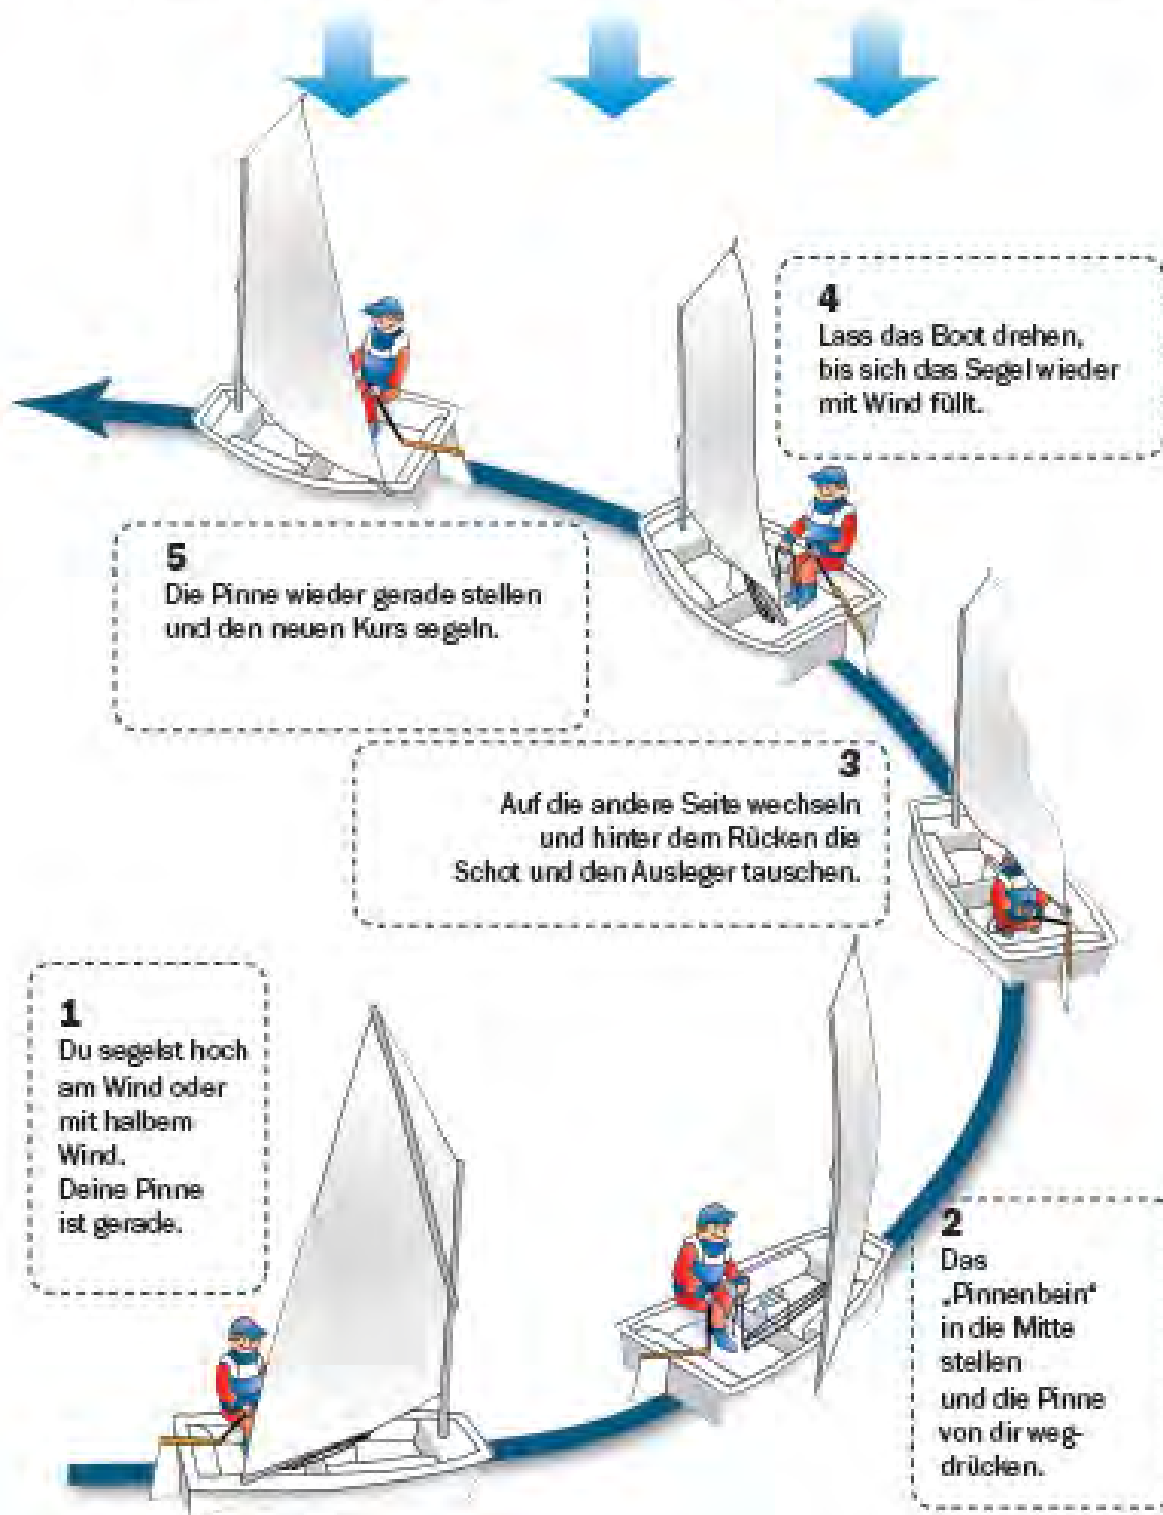 4
Lass das Boot drehen,
bis sich das Segel wieder
mit Wind füllt.
5
Die Pinne wieder gerade stellen
und den neuen Kurs segeln.
3
Auf die andere Seite wechseln
und hinter dem Rücken die
Schot und den Ausleger tauschen.
1
Du segelst hoch
am Wind oder
mit halbem
Wind.
Deine Pinne
ist gerade.
2
Das
„Pinnenbein“
in die Mitte
stellen
und die Pinne
von dir weg-
drücken.